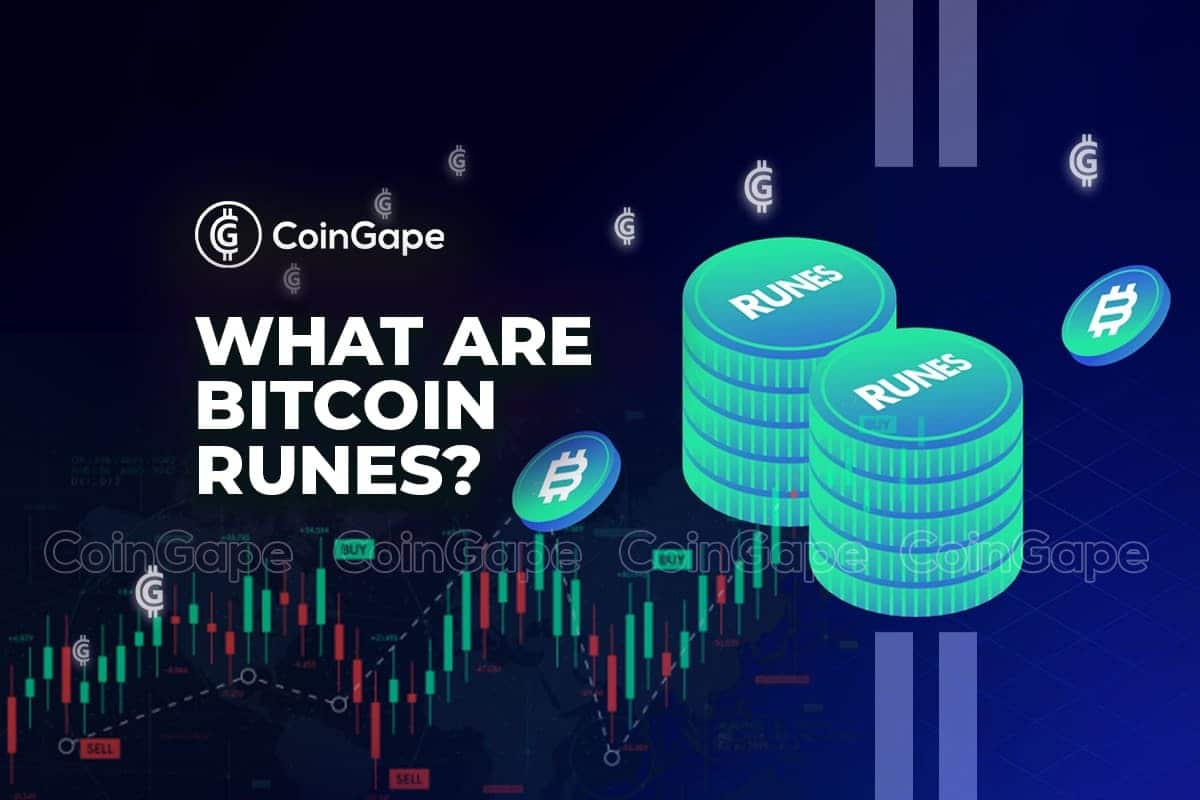 CoinGape
WHAT ARE
BITCOIN
RUNES?
RUNES
RUNES
BUY
CoinGape CoinGape CoinGape CoinGape
BUY
BUY
SELL
SELL